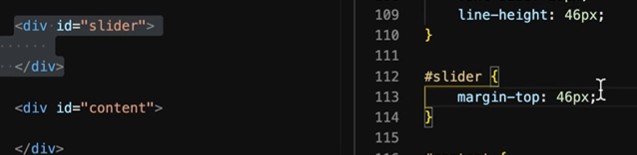 <div id="slider">
</div>
<div id="content">
</div>
109 line-height: 46px;
110 }
111
112 #slider {
113 margin-top: 46px;
114 }
115